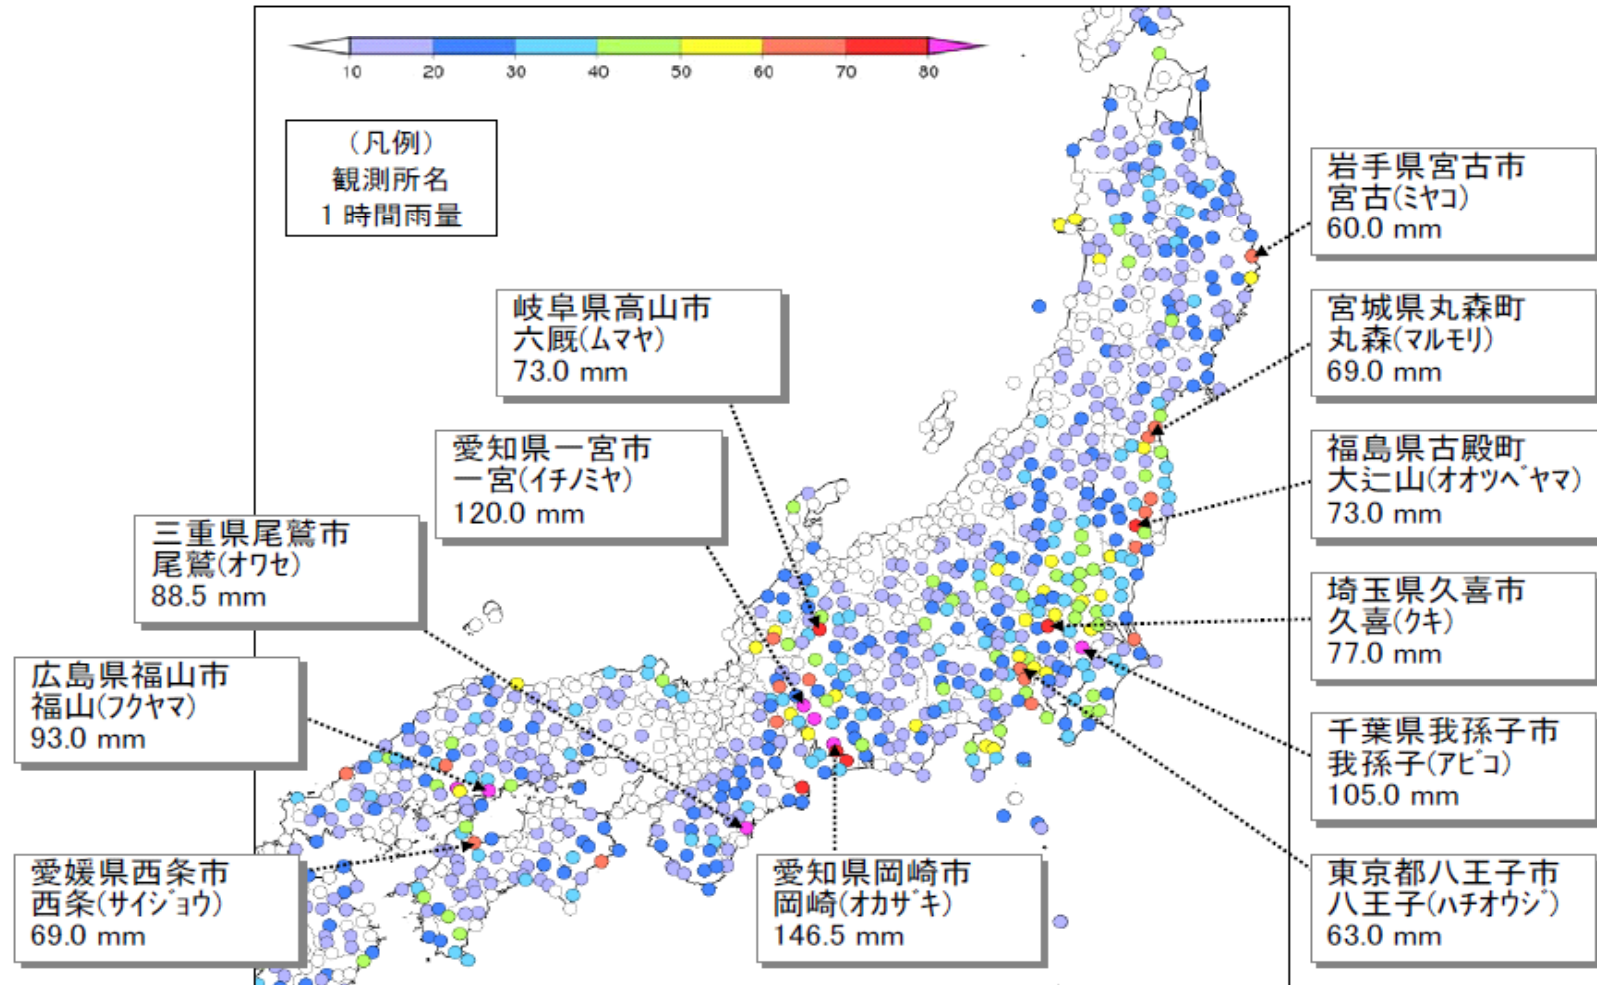 10 20 30 40 50 60 70 80
（凡例）
観測所名
１時間雨量
岩手県宮古市
宮古(ﾐﾔｺ)
60.0 mm
岐阜県高山市
六厩(ﾑﾏﾔ)
73.0 mm
宮城県丸森町
丸森(ﾏﾙﾓﾘ)
69.0 mm
愛知県一宮市
一宮(ｲﾁﾉﾐﾔ)
120.0 mm
福島県古殿町
大辷山(ｵｵﾂﾍﾞﾔﾏ)
73.0 mm
三重県尾鷲市
尾鷲(ｵﾜｾ)
88.5 mm
埼玉県久喜市
久喜(ｸｷ)
77.0 mm
広島県福山市
福山(ﾌｸﾔﾏ)
93.0 mm
千葉県我孫子市
我孫子(ｱﾋﾞｺ)
105.0 mm
愛媛県西条市
西条(ｻｲｼﾞｮｳ)
69.0 mm
愛知県岡崎市
岡崎(ｵｶｻﾞｷ)
146.5 mm
東京都八王子市
八王子(ﾊﾁｵｳｼﾞ)
63.0 mm